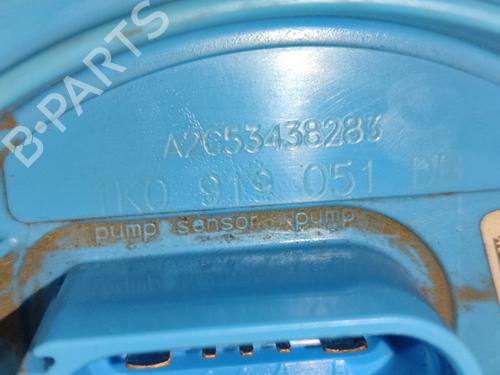 A2C53438283
1K0 919 051 DB
pump sensor pump
B-PARTS